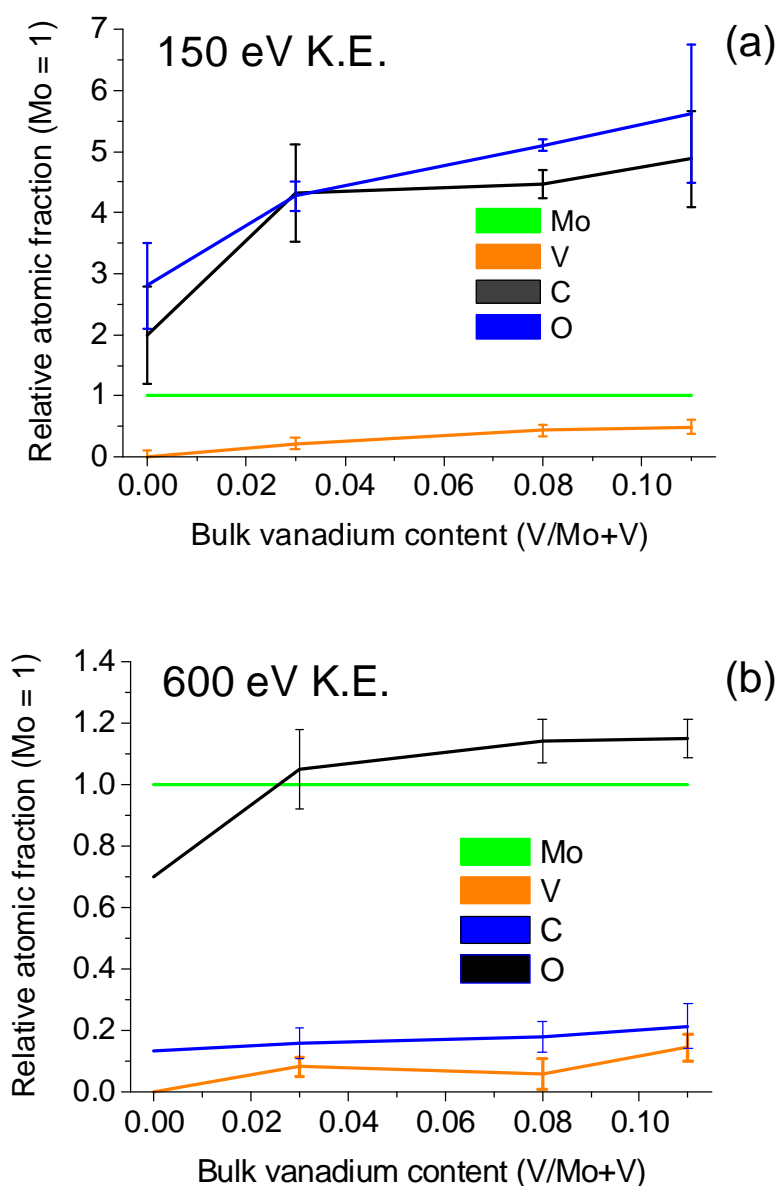 150 eV K.E.
(a)
Relative atomic fraction (Mo = 1)
7
6
5
4
3
2
1
0
Mo
V
C
O
0.00 0.02 0.04 0.06 0.08 0.10
Bulk vanadium content (V/Mo+V)
600 eV K.E.
(b)
Relative atomic fraction (Mo = 1)
1.4
1.2
1.0
0.8
0.6
0.4
0.2
0.0
Mo
V
C
O
0.00 0.02 0.04 0.06 0.08 0.10
Bulk vanadium content (V/Mo+V)